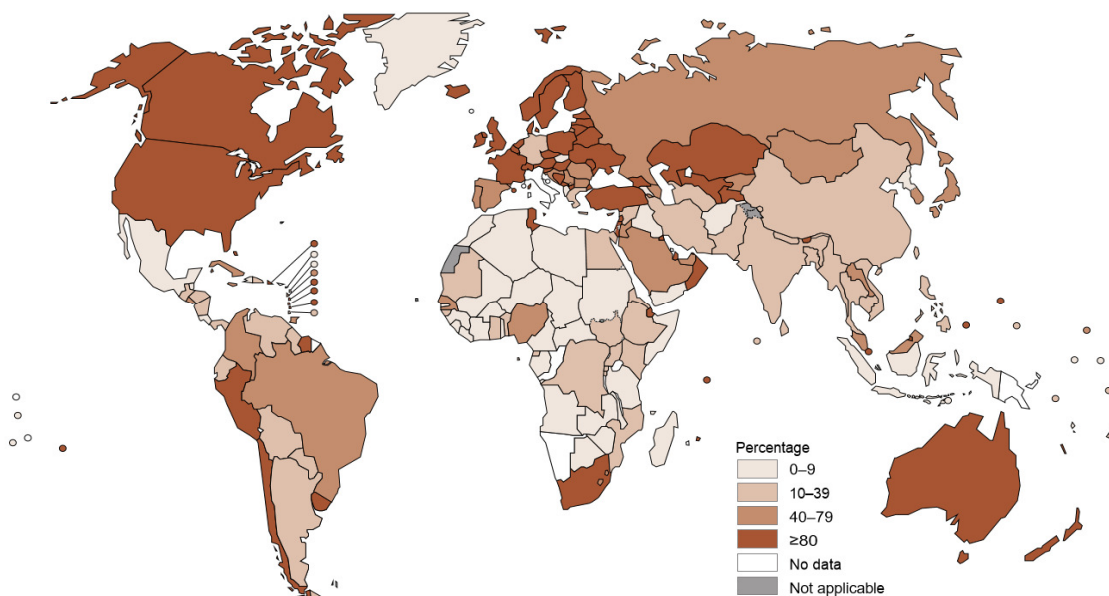 Percentage
0–9
10–39
40–79
≥80
No data
Not applicable